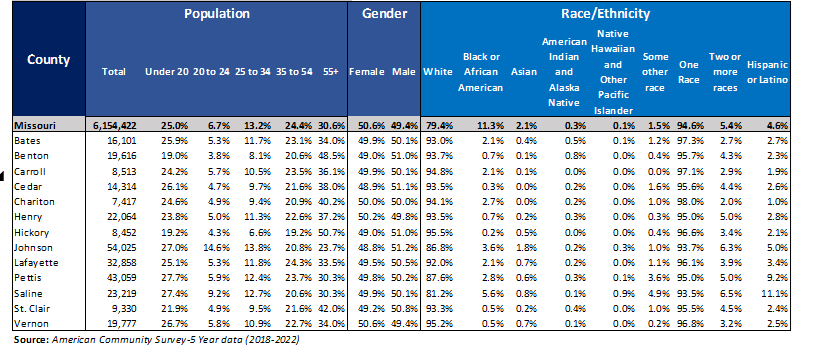 Population Gender Race/Ethnicity
County Total Under 20 20 to 24 25 to 34 35 to 54 55+ Female Male White Black or African American Asian American Indian and Alaska Native Native Hawaiian and Other Pacific Islander Some other race One Race Two or more races Hispanic or Latino
Missouri 6,154,422 25.0% 6.7% 13.2% 24.4% 30.6% 50.6% 49.4% 79.4% 11.3% 2.1% 0.3% 0.1% 1.5% 94.6% 5.4% 4.6%
Bates 16,101 25.9% 5.3% 11.7% 23.1% 34.0% 49.9% 50.1% 93.0% 2.1% 0.4% 0.5% 0.1% 1.2% 97.3% 2.7% 2.7%
Benton 19,616 19.0% 3.8% 8.1% 20.6% 48.5% 49.0% 51.0% 93.7% 0.7% 0.1% 0.8% 0.0% 0.4% 95.7% 4.3% 2.3%
Carroll 8,513 24.2% 5.7% 10.5% 23.5% 36.1% 49.9% 50.1% 94.8% 2.1% 0.1% 0.1% 0.0% 0.0% 97.1% 2.9% 1.9%
Cedar 14,314 26.1% 4.7% 9.7% 21.6% 38.0% 48.9% 51.1% 93.5% 0.3% 0.0% 0.2% 0.0% 1.6% 95.6% 4.4% 2.6%
Chariton 7,417 24.6% 4.9% 9.4% 20.9% 40.2% 50.0% 50.0% 94.1% 2.7% 0.0% 0.1% 0.0% 1.0% 98.0% 2.0% 1.0%
Henry 22,064 23.8% 5.0% 11.3% 22.6% 37.2% 50.2% 49.8% 93.5% 0.7% 0.2% 0.3% 0.0% 0.3% 95.0% 5.0% 2.8%
Hickory 8,452 19.2% 4.3% 6.6% 19.2% 50.7% 49.0% 51.0% 95.5% 0.2% 0.5% 0.0% 0.0% 0.4% 96.6% 3.4% 2.1%
Johnson 54,025 27.0% 14.6% 13.8% 20.8% 23.7% 48.8% 51.2% 86.8% 3.6% 1.8% 0.2% 0.3% 1.0% 93.7% 6.3% 5.0%
Lafayette 32,858 25.1% 5.3% 11.8% 24.3% 33.5% 49.5% 50.5% 92.0% 2.1% 0.7% 0.2% 0.0% 1.1% 96.1% 3.9% 3.4%
Pettis 43,059 27.7% 5.9% 12.4% 23.7% 30.3% 49.8% 50.2% 87.6% 2.8% 0.6% 0.3% 0.1% 3.6% 95.0% 5.0% 9.2%
Saline 23,219 27.4% 9.2% 12.7% 20.6% 30.3% 49.9% 50.1% 81.2% 5.6% 0.8% 0.1% 0.9% 4.9% 93.5% 6.5% 11.1%
St. Clair 9,330 21.9% 4.9% 9.5% 21.6% 42.0% 49.2% 50.8% 93.3% 0.5% 0.2% 0.4% 0.0% 1.0% 95.5% 4.5% 2.4%
Vernon 19,777 26.7% 5.8% 10.9% 22.7% 34.0% 50.6% 49.4% 95.2% 0.5% 0.7% 0.1% 0.0% 0.2% 96.8% 3.2% 2.5%
Source: American Community Survey-5 Year data (2018-2022)